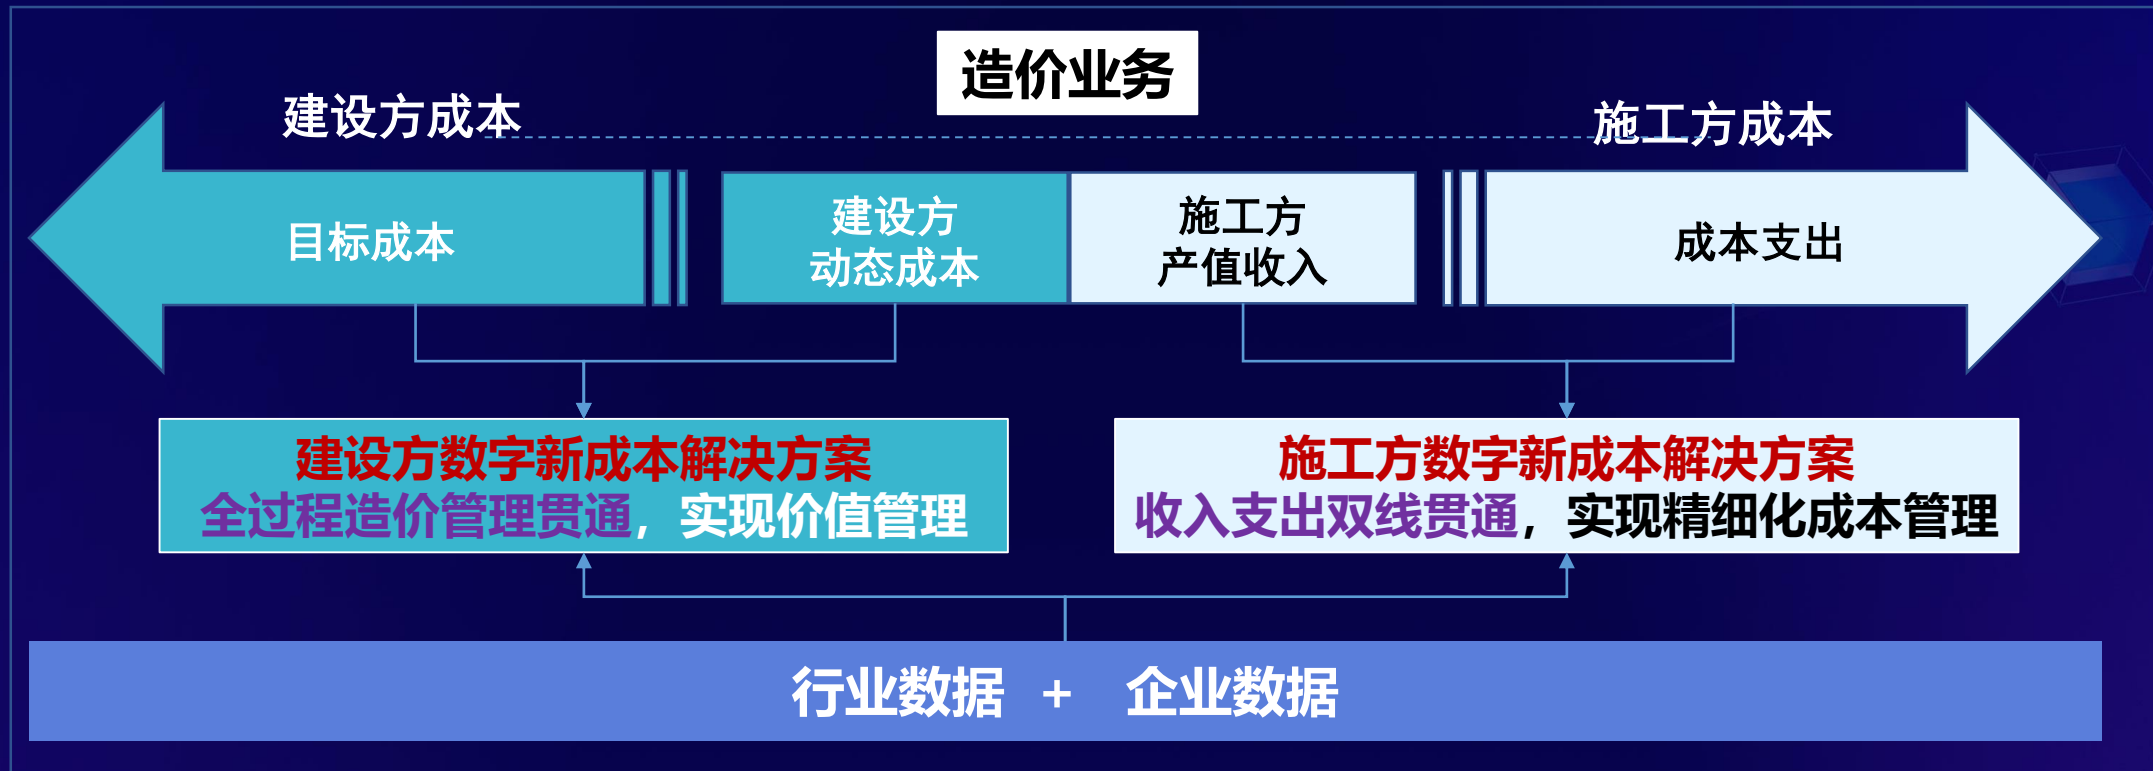 造价业务
建设方成本
施工方成本
目标成本
建设方
动态成本
施工方
产值收入
成本支出
建设方数字新成本解决方案
全过程造价管理贯通，实现价值管理
施工方数字新成本解决方案
收入支出双线贯通，实现精细化成本管理
行业数据 + 企业数据